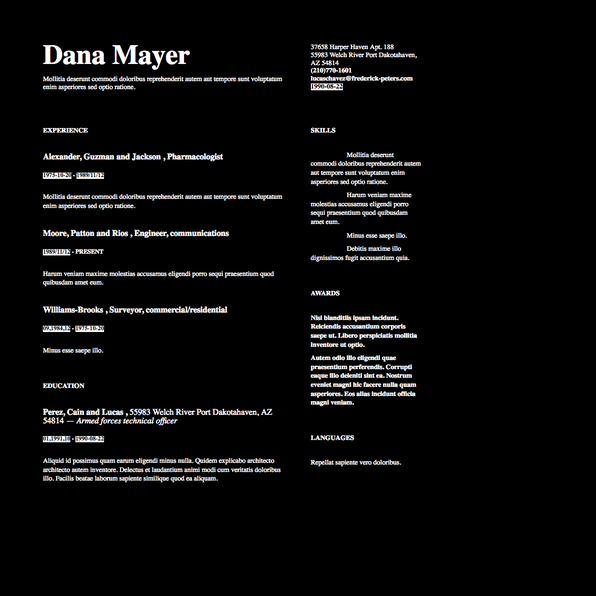 Dana Mayer
Mollitia deserunt commodi doloribus reprehenderit autem aut tempore sunt voluptatum
enim asperiores sed optio ratione.
37658 Harper Haven Apt. 188
55983 Welch River Port Dakotahaven,
AZ 54814
(210)770-1601
lucaschavez@frederick-peters.com
1990-08-22
EXPERIENCE
Alexander, Guzman and Jackson , Pharmacologist
1975-10-20 - 1989/11/12
Mollitia deserunt commodi doloribus reprehenderit autem aut tempore sunt voluptatum
enim asperiores sed optio ratione.
Moore, Patton and Rios , Engineer, communications
1989/11/12 - PRESENT
Harum veniam maxime molestias accusamus eligendi porro sequi praesentium quod
quibusdam amet eum.
Williams-Brooks , Surveyor, commercial/residential
09.1984.12 - 1975-10-20
Minus esse saepe illo.
EDUCATION
Perez, Cain and Lucas , 55983 Welch River Port Dakotahaven, AZ
54814 — Armed forces technical officer
01.1991.10 - 1990-08-22
Aliquid id possimus quam earum eligendi minus nulla. Quidem explicabo architecto
architecto autem inventore. Delectus et laudantium animi modi cum veritatis doloribus
illo. Facilis beatae laborum sapiente similique quod ea aliquam.
SKILLS
Mollitia deserunt
commodi doloribus reprehenderit autem
aut tempore sunt voluptatum enim
asperiores sed optio ratione.
Harum veniam maxime
molestias accusamus eligendi porro
sequi praesentium quod quibusdam
amet eum.
Minus esse saepe illo.
Debitis maxime illo
dignissimos fugit accusantium quia.
AWARDS
Nisi blanditiis ipsam incidunt.
Reiciendis accusantium corporis
saepe ut. Libero perspiciatis mollitia
inventore ut optio.
Autem odio illo eligendi quae
praesentium perferendis. Corrupti
eaque illo deleniti sint ea. Nostrum
eveniet magni hic facere nulla quam
asperiores. Eos alias incidunt officia
magni veniam.
LANGUAGES
Repellat sapiente vero doloribus.